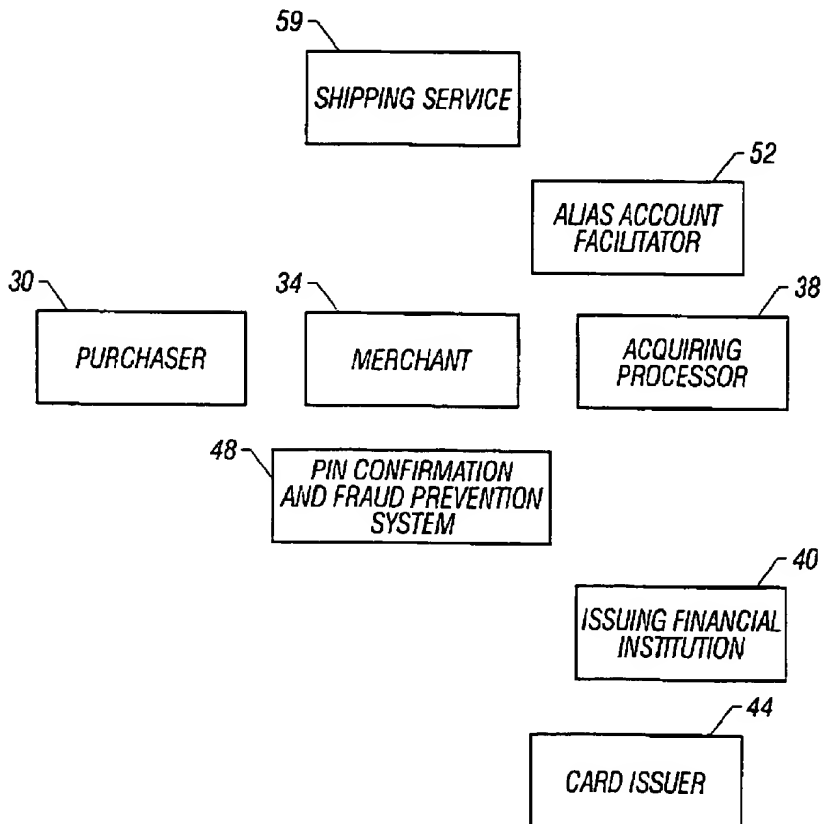 59
SHIPPING SERVICE
52
ALIAS ACCOUNT
FACILITATOR
30
PURCHASER
34
MERCHANT
38
ACQUIRING
PROCESSOR
48
PIN CONFIRMATION
AND FRAUD PREVENTION
SYSTEM
40
ISSUING FINANCIAL
INSTITUTION
44
CARD ISSUER